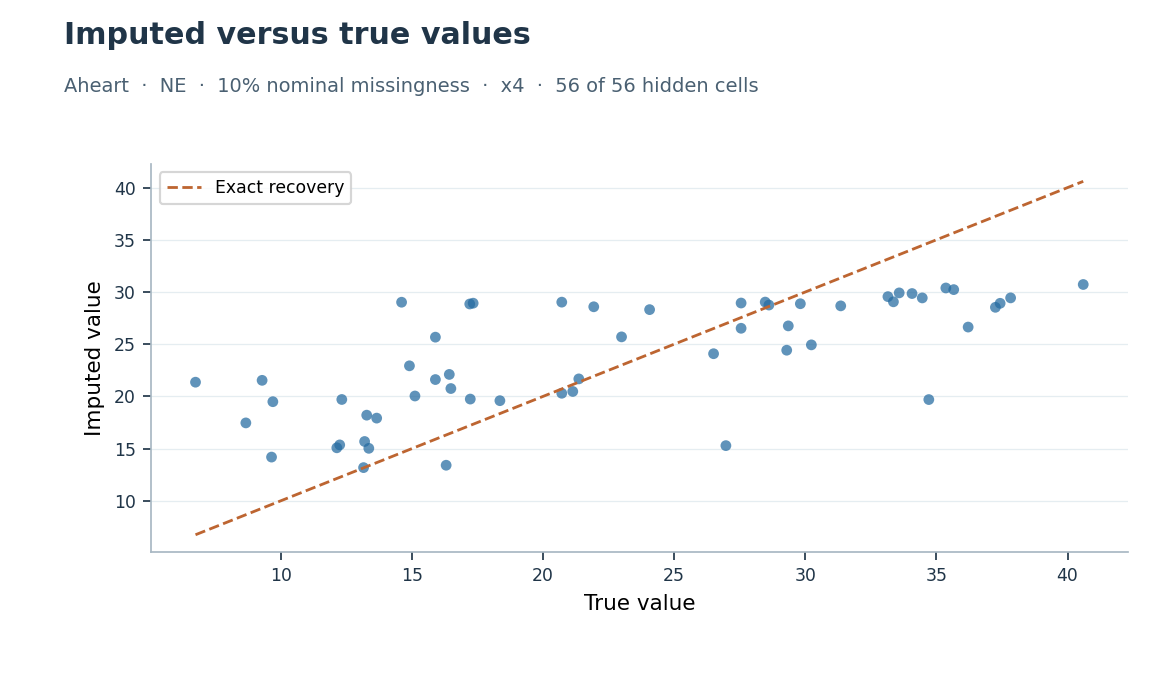 Imputed versus true values
Aheart · NE · 10% nominal missingness · x4 · 56 of 56 hidden cells
Exact recovery
40
35
30
25
20
15
10
Imputed value
10 15 20 25 30 35 40
True value